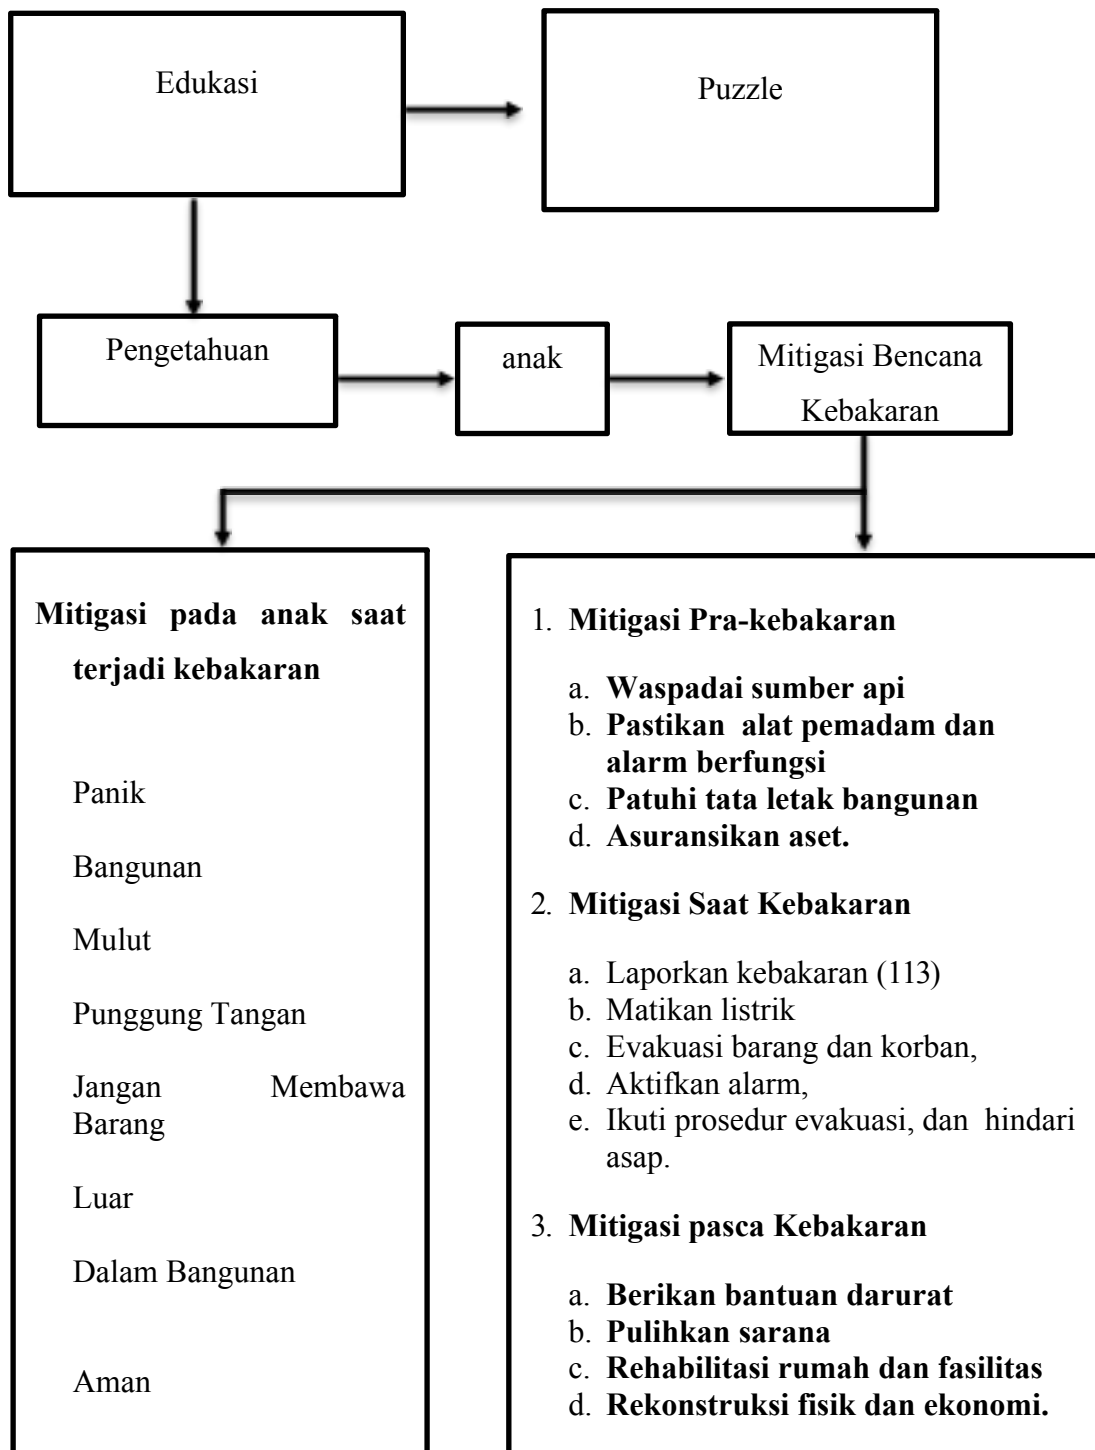 Edukasi
Puzzle
Pengetahuan
anak
Mitigasi Bencana
Kebakaran
Mitigasi pada anak saat
terjadi kebakaran
Panik
Bangunan
Mulut
Punggung Tangan
Jangan Membawa
Barang
Luar
Dalam Bangunan
Aman
1. Mitigasi Pra-kebakaran
a. Waspadai sumber api
b. Pastikan alat pemadam dan
alarm berfungsi
c. Patuhi tata letak bangunan
d. Asuransikan aset.
2. Mitigasi Saat Kebakaran
a. Laporkan kebakaran (113)
b. Matikan listrik
c. Evakuasi barang dan korban,
d. Aktifkan alarm,
e. Ikuti prosedur evakuasi, dan hindari
asap.
3. Mitigasi pasca Kebakaran
a. Berikan bantuan darurat
b. Pulihkan sarana
c. Rehabilitasi rumah dan fasilitas
d. Rekonstruksi fisik dan ekonomi.